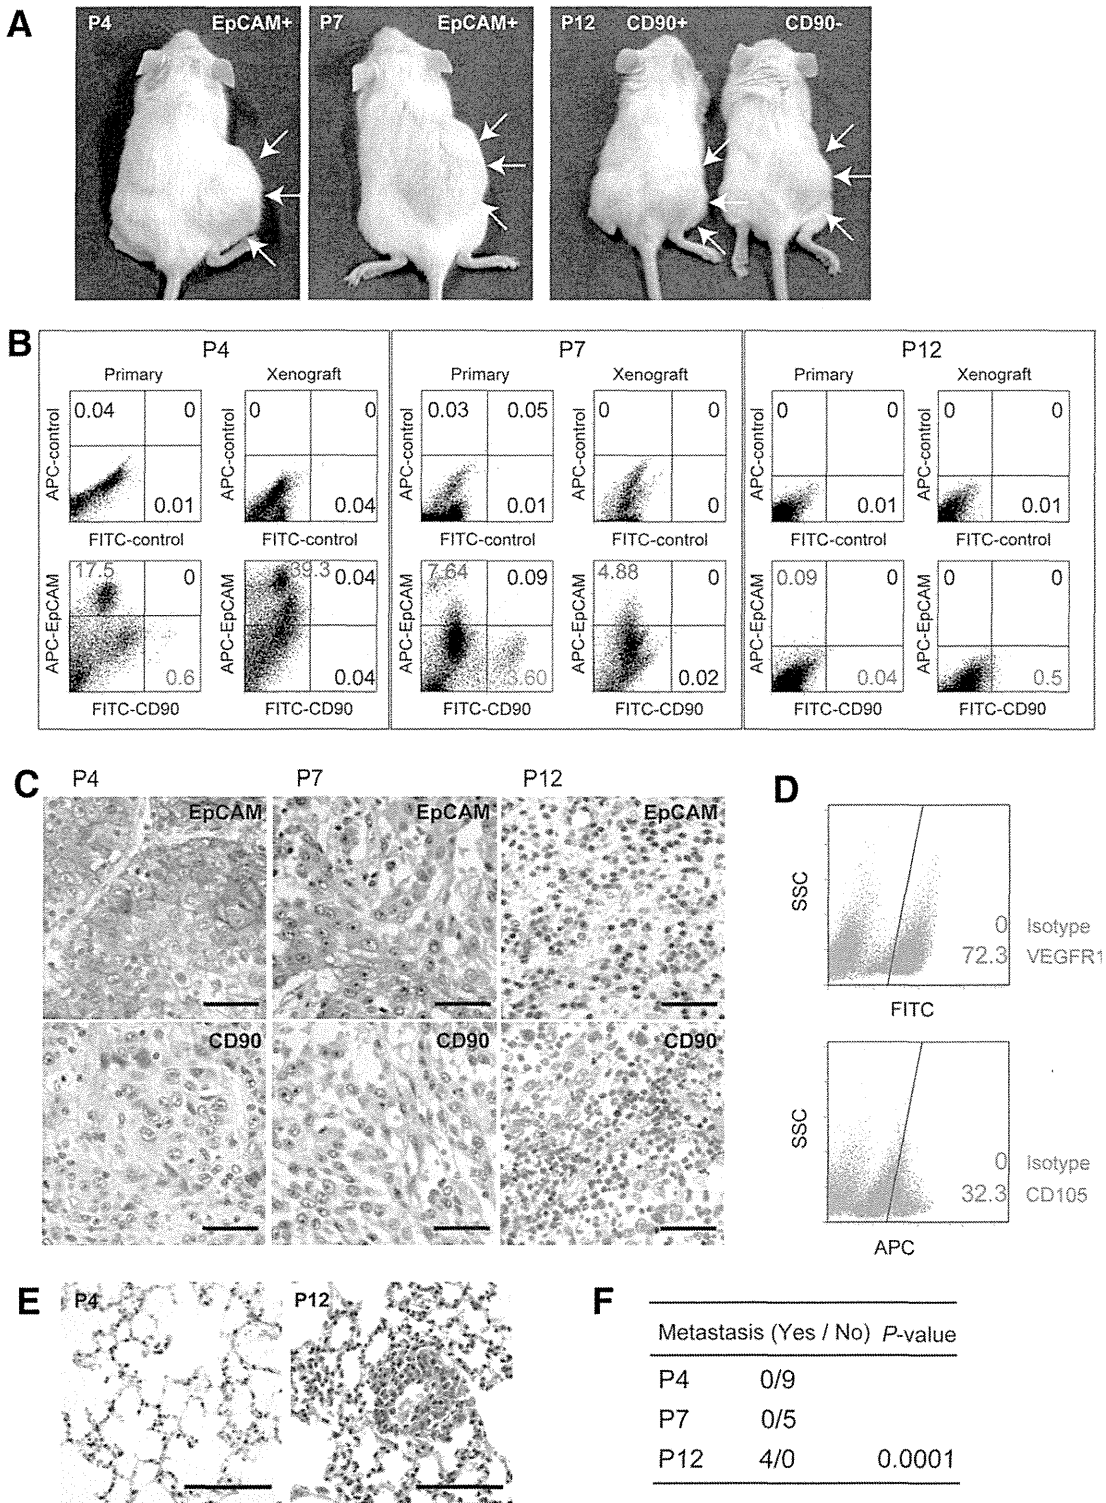 A
P4 EpCAM+
P7 EpCAM+
P12 CD90+ CD90-
B
P4
P7
P12
Primary Xenograft
Primary Xenograft
Primary Xenograft
APC-control
0.04 0
0.01
FITC-control
APC-control
0 0
0.04
FITC-control
APC-control
0.03 0.05
0.01
FITC-control
APC-control
0 0
0
FITC-control
APC-control
0 0
0.01
FITC-control
APC-control
0 0
0.01
FITC-control
APC-EpCAM
17.5 0
0.6
FITC-CD90
APC-EpCAM
39.3 0.04
0.04
FITC-CD90
APC-EpCAM
7.64 0.09
3.60
FITC-CD90
APC-EpCAM
4.88
0.02
FITC-CD90
APC-EpCAM
0.09 0
0.04
FITC-CD90
APC-EpCAM
0 0
0.5
FITC-CD90
C
P4
P7
P12
EpCAM
EpCAM
EpCAM
CD90
CD90
CD90
D
SSC
0 Isotype
72.3 VEGFR1
FITC
SSC
0 Isotype
32.3 CD105
APC
E
P4
P12
F
Metastasis (Yes / No) P-value
P4 0/9
P7 0/5
P12 4/0 0.0001